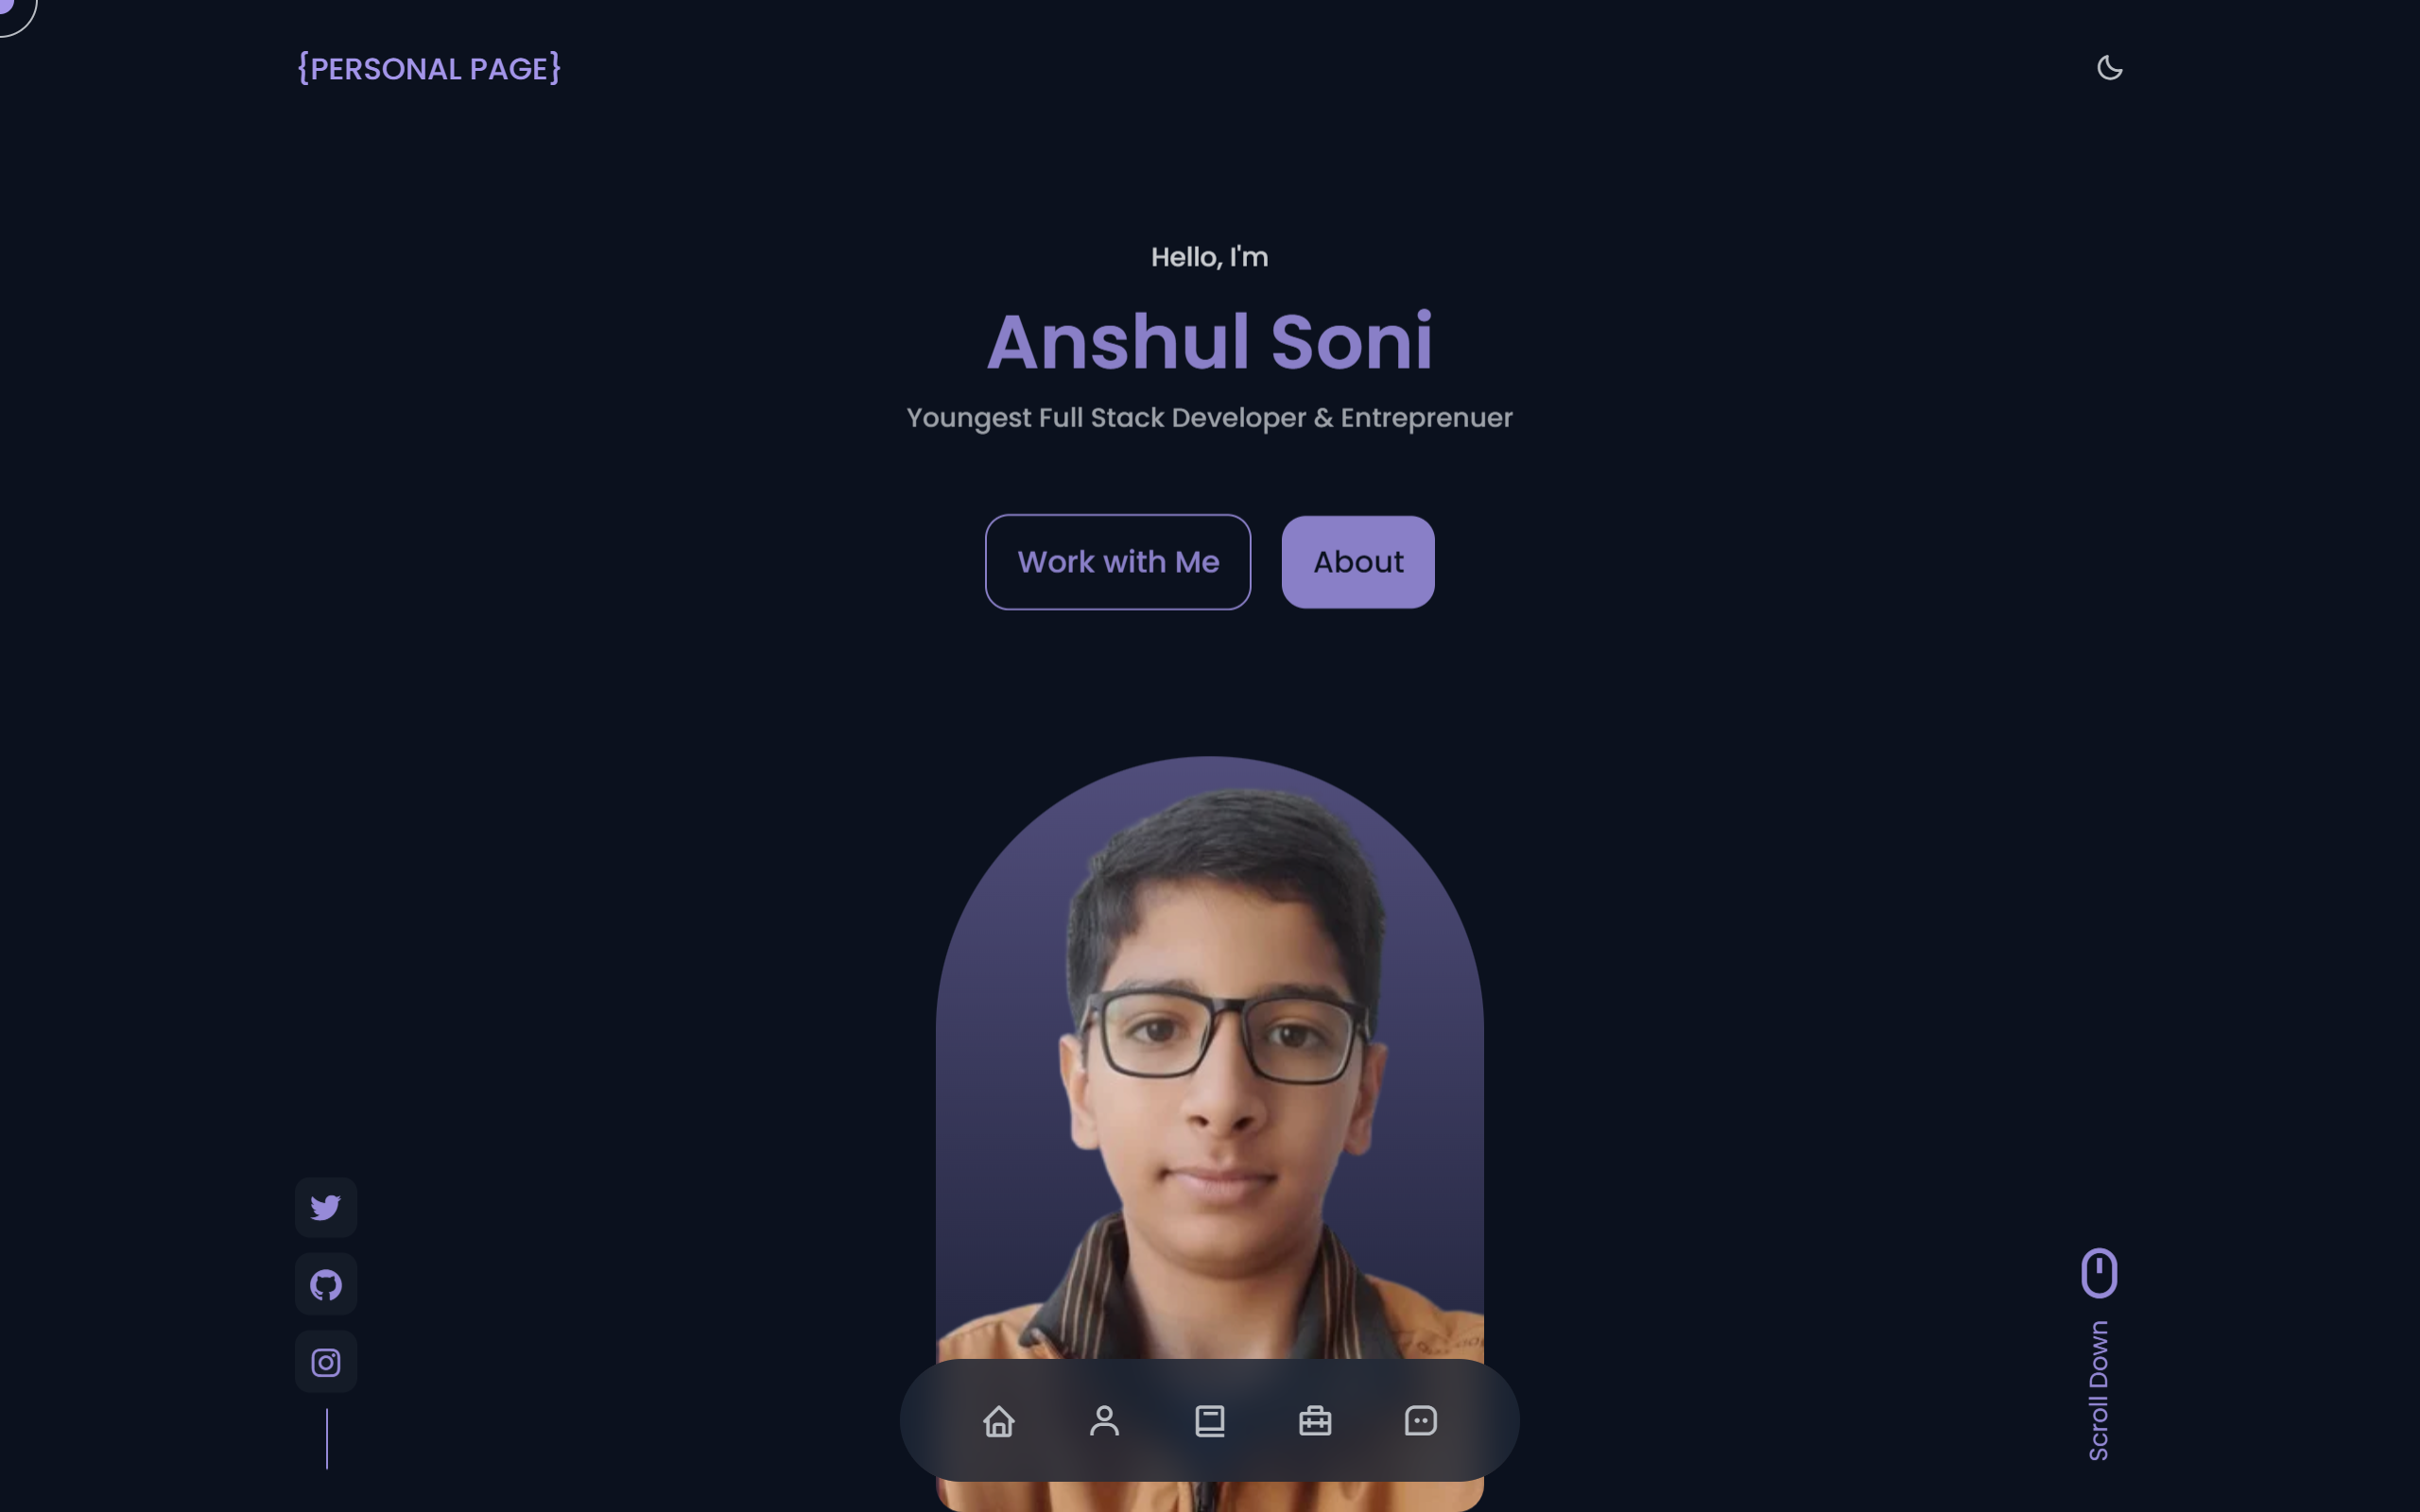 {PERSONAL PAGE}
Hello, I'm
Anshul Soni
Youngest Full Stack Developer & Entreprenuer
Work with Me
About
Scroll Down